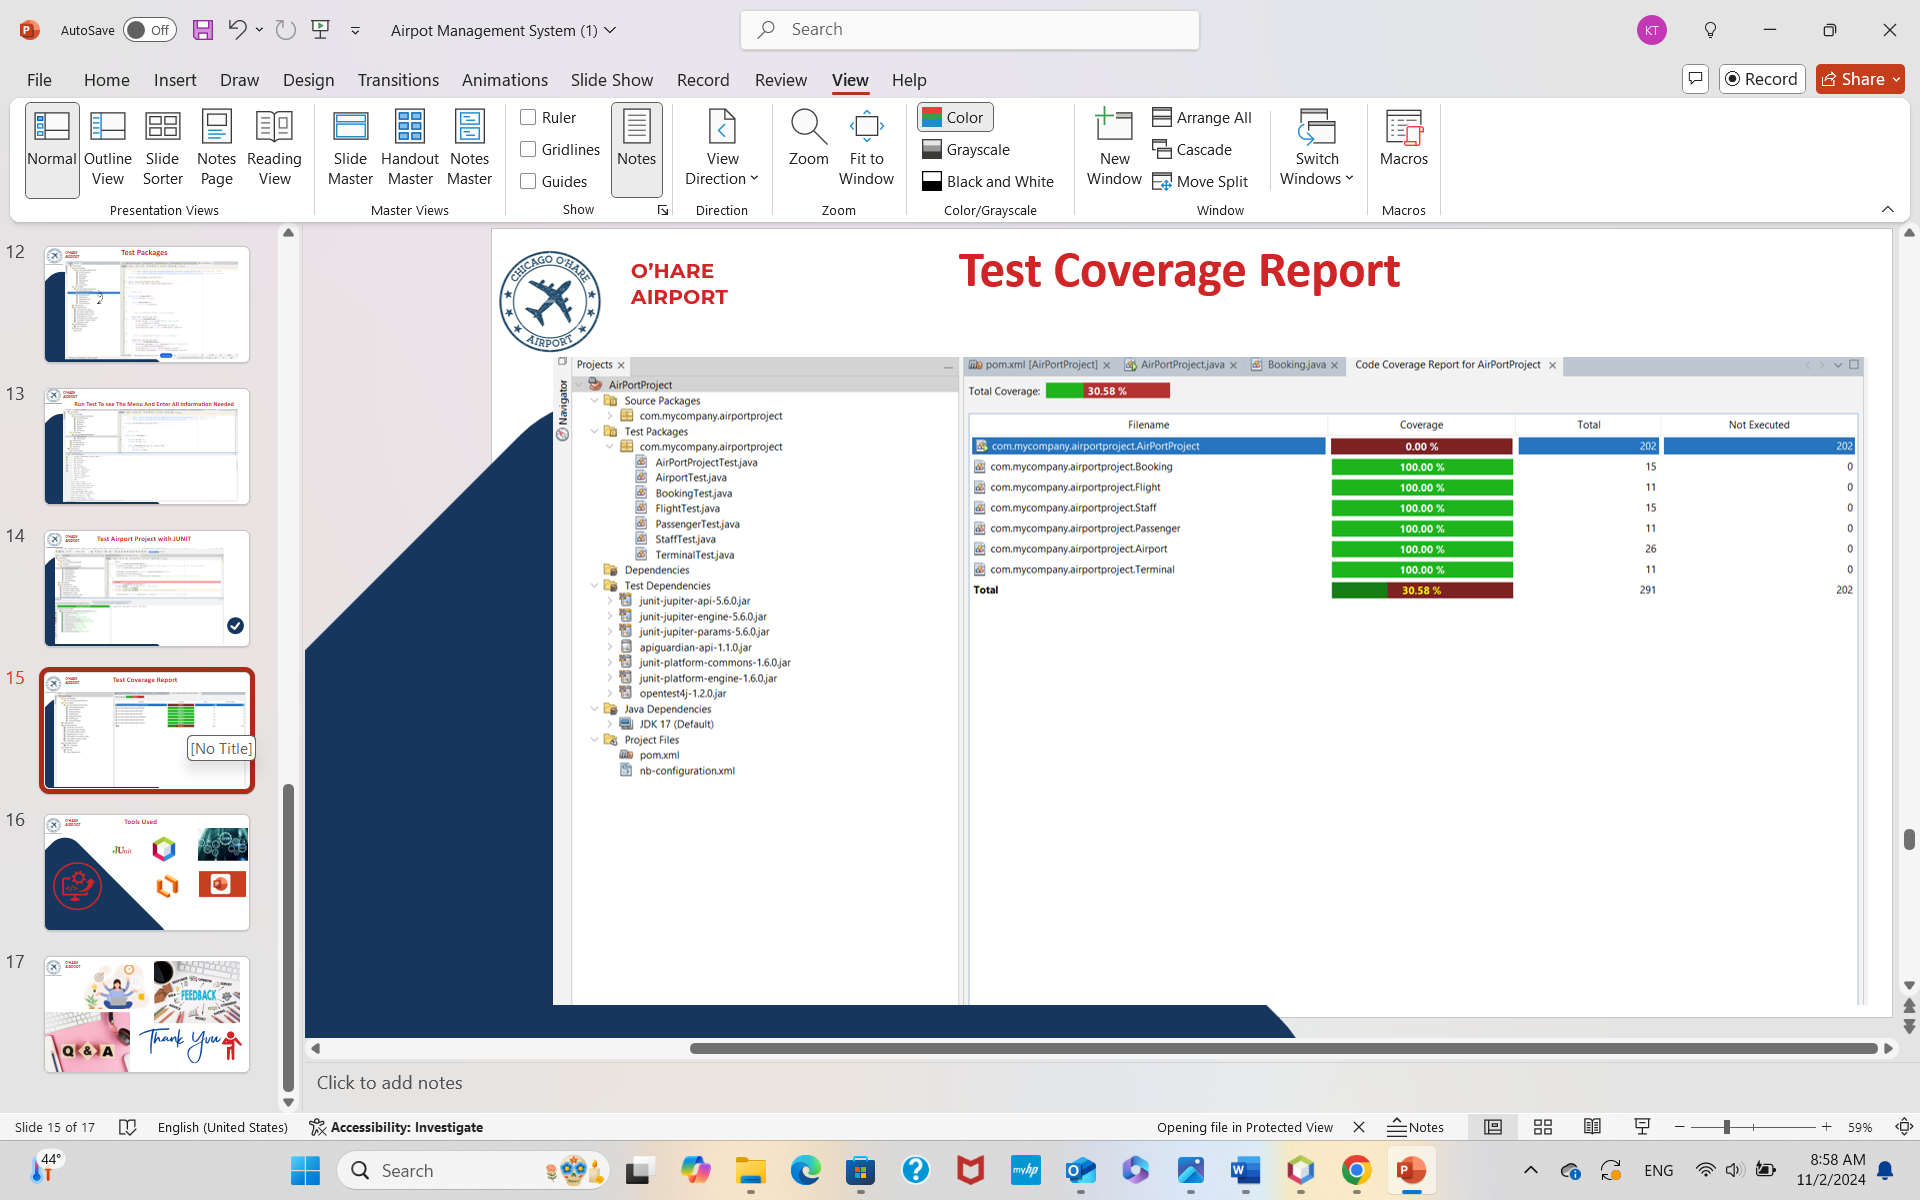 AutoSave Off
Airpot Management System (1)
Search
KT
File Home Insert Draw Design Transitions Animations Slide Show Record Review View Help
Record Share
Normal Outline View Slide Sorter Notes Page Reading View
Presentation Views
Slide Master Handout Master Notes Master
Master Views
Ruler
Gridlines
Guides
Notes
Show
View Direction
Direction
Zoom Fit to Window
Zoom
Color
Grayscale
Black and White
Color/Grayscale
New Window
Arrange All
Cascade
Move Split
Switch Windows
Window
Macros
Macros
12
Test Packages
13
Run Test To see The Menu And Enter All Information Needed
14
Test Airport Project with JUNIT
15
Test Coverage Report
[No Title]
16
Tools Used
JUnit
17
FEEDBACK
Q & A
Thank You
CHICAGO O'HARE
AIRPORT
O'HARE
AIRPORT
Test Coverage Report
Projects
Navigator
AirPortProject
Source Packages
com.mycompany.airportproject
Test Packages
com.mycompany.airportproject
AirPortProjectTest.java
AirportTest.java
BookingTest.java
FlightTest.java
PassengerTest.java
StaffTest.java
TerminalTest.java
Dependencies
Test Dependencies
junit-jupiter-api-5.6.0.jar
junit-jupiter-engine-5.6.0.jar
junit-jupiter-params-5.6.0.jar
apiguardian-api-1.1.0.jar
junit-platform-commons-1.6.0.jar
junit-platform-engine-1.6.0.jar
opentest4j-1.2.0.jar
Java Dependencies
JDK 17 (Default)
Project Files
pom.xml
nb-configuration.xml
pom.xml [AirPortProject] AirPortProject.java Booking.java Code Coverage Report for AirPortProject
Total Coverage: 30.58 %
Filename Coverage Total Not Executed
com.mycompany.airportproject.AirPortProject 0.00 % 202 202
com.mycompany.airportproject.Booking 100.00 % 15 0
com.mycompany.airportproject.Flight 100.00 % 11 0
com.mycompany.airportproject.Staff 100.00 % 15 0
com.mycompany.airportproject.Passenger 100.00 % 11 0
com.mycompany.airportproject.Airport 100.00 % 26 0
com.mycompany.airportproject.Terminal 100.00 % 11 0
Total 30.58 % 291 202
Click to add notes
Slide 15 of 17 English (United States) Accessibility: Investigate Opening file in Protected View Notes 59%
44°
Search
myhp
ENG
8:58 AM
11/2/2024